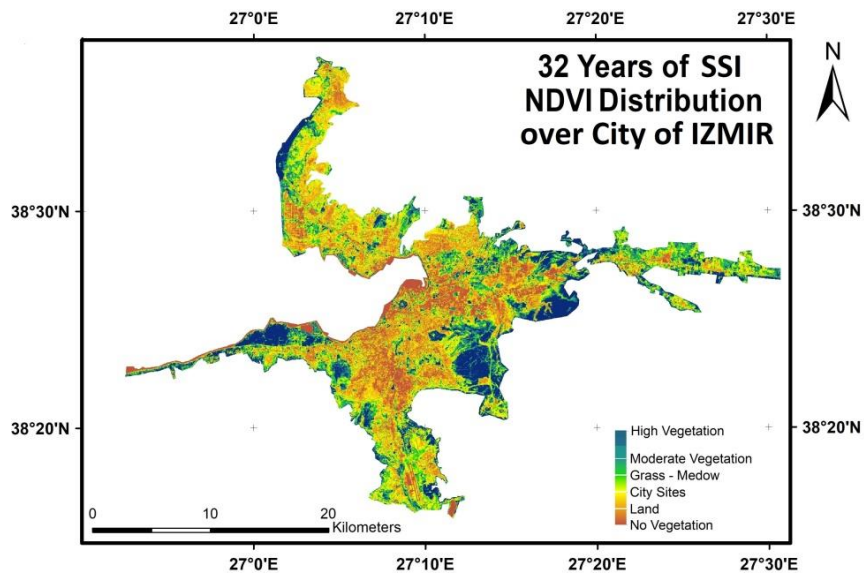 27°0'E 27°10'E 27°20'E 27°30'E
32 Years of SSI
NDVI Distribution
over City of IZMIR
N
38°30'N 38°30'N
38°20'N 38°20'N
High Vegetation
Moderate Vegetation
Grass - Medow
City Sites
Land
No Vegetation
0 10 20
Kilometers
27°0'E 27°10'E 27°20'E 27°30'E